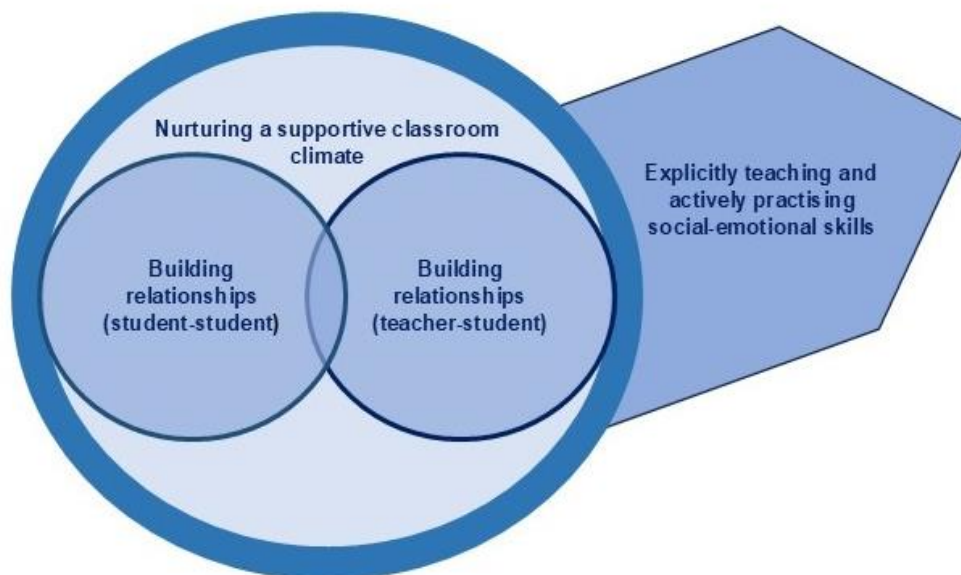 Nurturing a supportive classroom
climate
Building
relationships
(student-student)
Building
relationships
(teacher-student)
Explicitly teaching and
actively practising
social-emotional skills